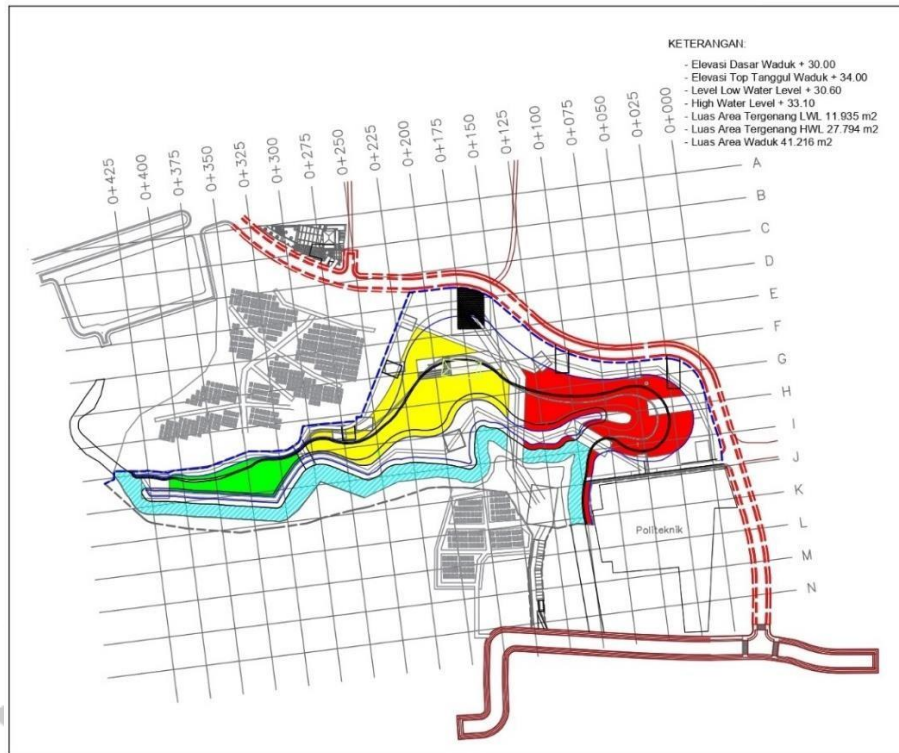 KETERANGAN:
- Elevasi Dasar Waduk + 30.00
- Elevasi Top Tanggul Waduk + 34.00
- Level Low Water Level + 30.60
- High Water Level + 33.10
- Luas Area Tergenang LWL 11.935 m2
- Luas Area Tergenang HWL 27.794 m2
- Luas Area Waduk 41.216 m2
0+425
0+400
0+375
0+350
0+325
0+300
0+275
0+250
0+225
0+200
0+175
0+150
0+125
0+100
0+075
0+050
0+025
0+000
A
B
C
D
E
F
G
H
I
J
K
L
M
N
Politeknik